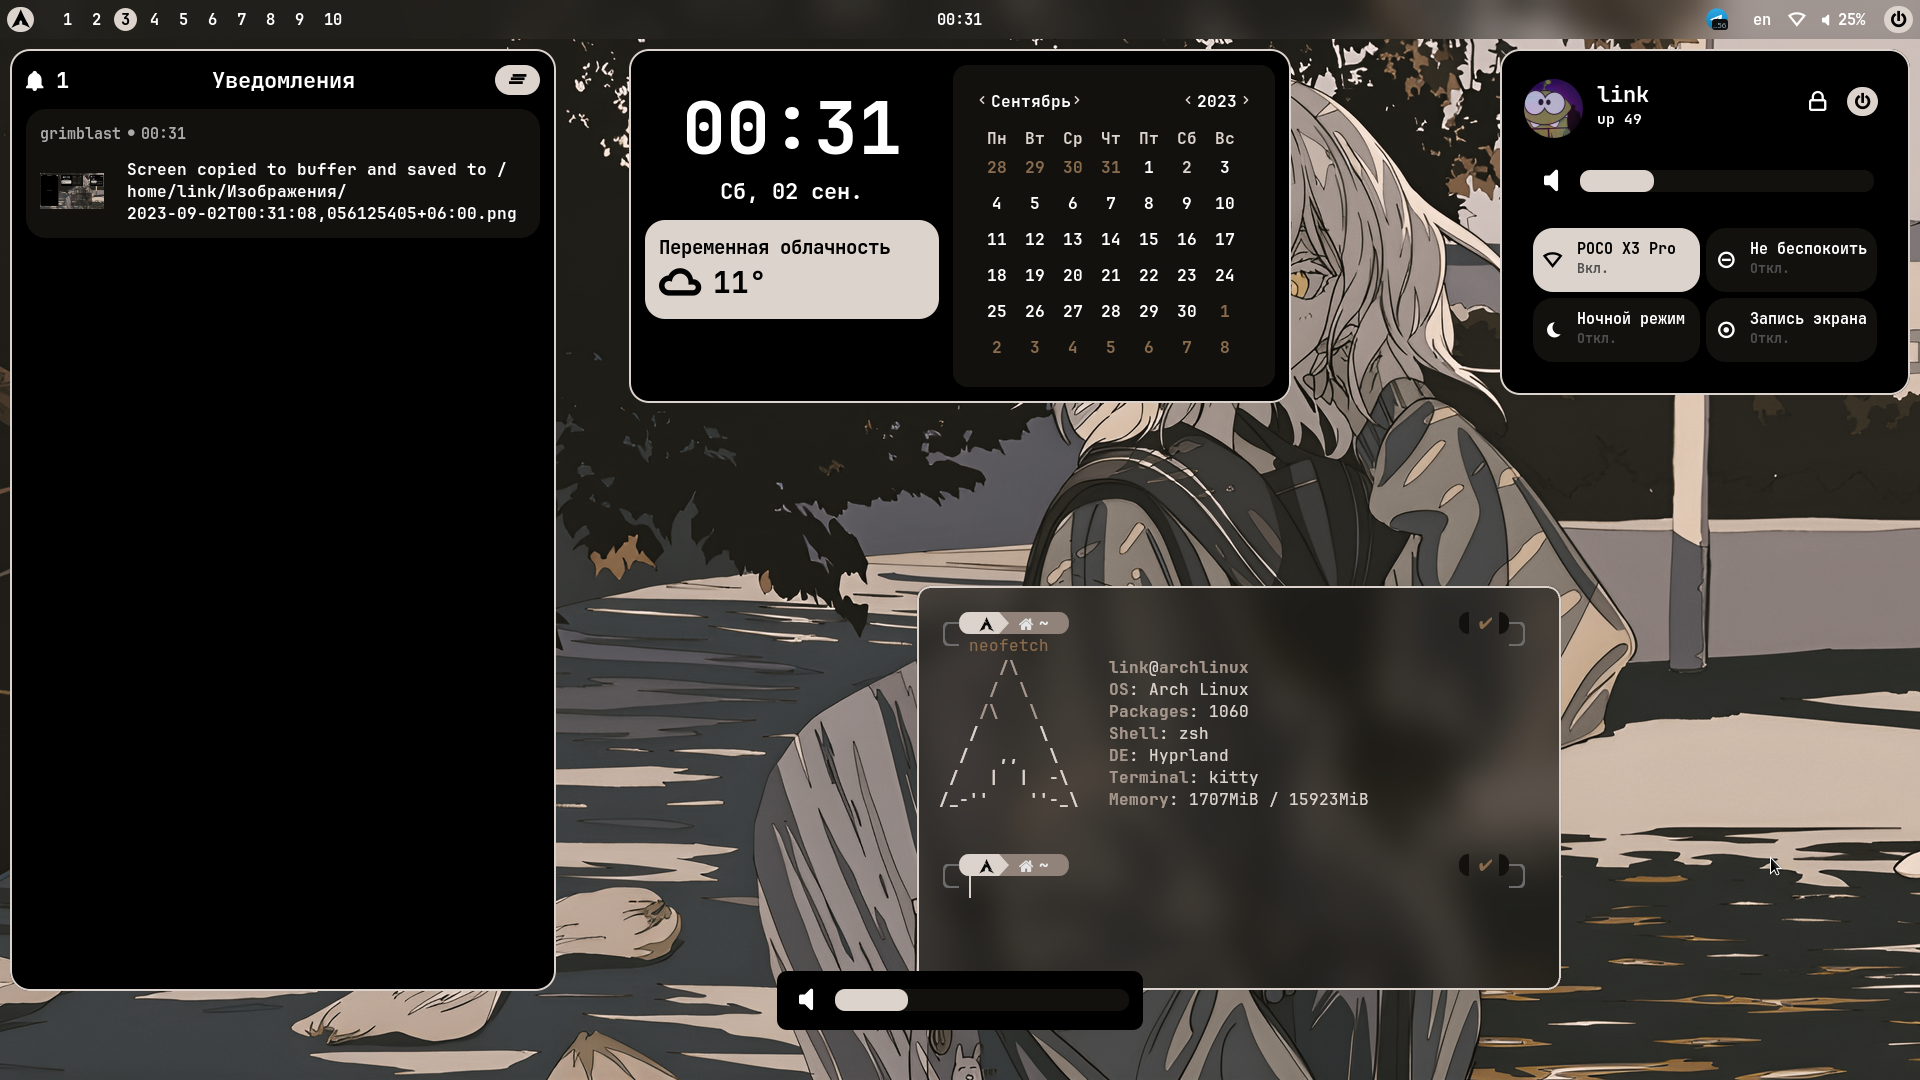 1 2 3 4 5 6 7 8 9 10
00:31
56
en
25%
1
Уведомления
grimblast • 00:31
Screen copied to buffer and saved to /
home/link/Изображения/
2023-09-02T00:31:08,056125405+06:00.png
00:31
Сб, 02 сен.
Переменная облачность
11°
‹ Сентябрь › ‹ 2023 ›
Пн Вт Ср Чт Пт Сб Вс
28 29 30 31 1 2 3
4 5 6 7 8 9 10
11 12 13 14 15 16 17
18 19 20 21 22 23 24
25 26 27 28 29 30 1
2 3 4 5 6 7 8
link
up 49
POCO X3 Pro
Вкл.
Не беспокоить
Откл.
Ночной режим
Откл.
Запись экрана
Откл.
~ ✔
neofetch
link@archlinux
OS: Arch Linux
Packages: 1060
Shell: zsh
DE: Hyprland
Terminal: kitty
Memory: 1707MiB / 15923MiB
~ ✔